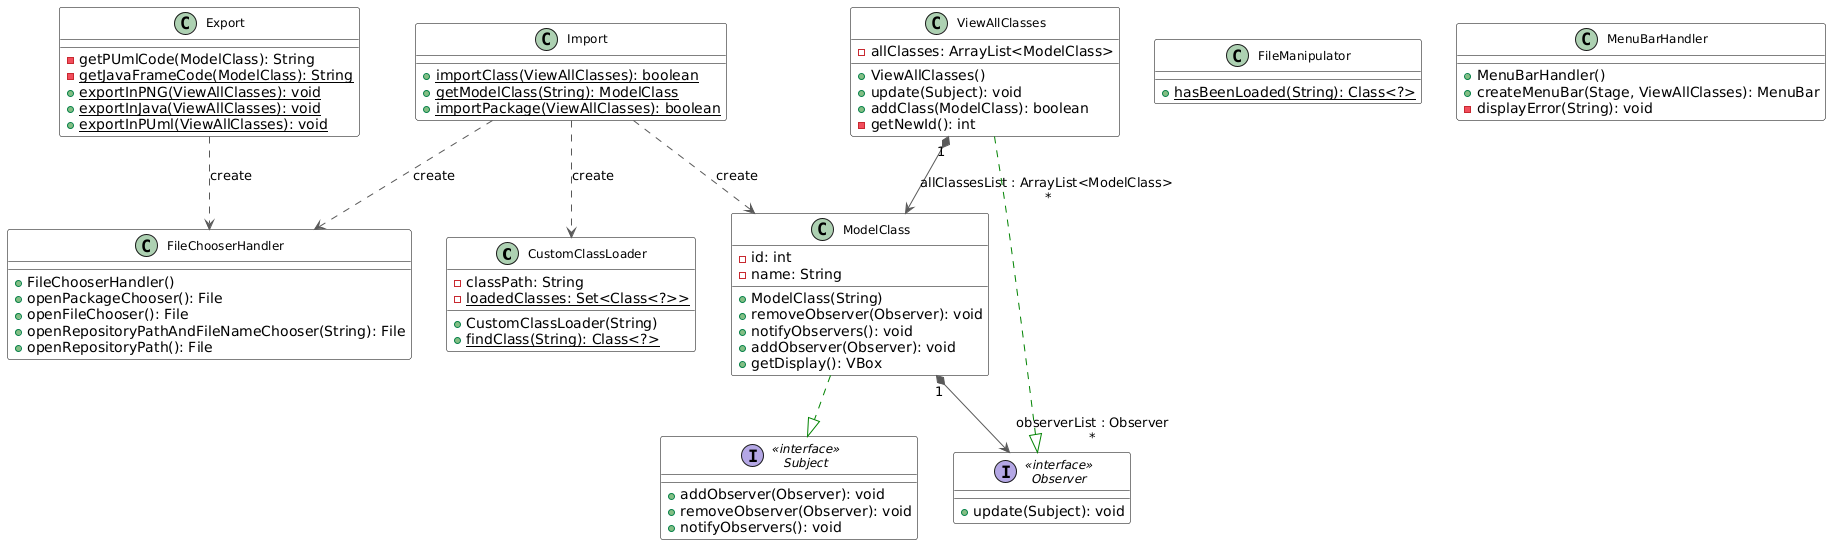 C Export
getPUmlCode(ModelClass): String
getJavaFrameCode(ModelClass): String
exportInPNG(ViewAllClasses): void
exportInJava(ViewAllClasses): void
exportInPUml(ViewAllClasses): void
C Import
importClass(ViewAllClasses): boolean
getModelClass(String): ModelClass
importPackage(ViewAllClasses): boolean
C ViewAllClasses
allClasses: ArrayList<ModelClass>
ViewAllClasses()
update(Subject): void
addClass(ModelClass): boolean
getNewId(): int
C FileManipulator
hasBeenLoaded(String): Class<?>
C MenuBarHandler
MenuBarHandler()
createMenuBar(Stage, ViewAllClasses): MenuBar
displayError(String): void
create
create
create
create
1
allClassesList : ArrayList<ModelClass>
*
C FileChooserHandler
FileChooserHandler()
openPackageChooser(): File
openFileChooser(): File
openRepositoryPathAndFileNameChooser(String): File
openRepositoryPath(): File
C CustomClassLoader
classPath: String
loadedClasses: Set<Class<?>>
CustomClassLoader(String)
findClass(String): Class<?>
C ModelClass
id: int
name: String
ModelClass(String)
removeObserver(Observer): void
notifyObservers(): void
addObserver(Observer): void
getDisplay(): VBox
1
observerList : Observer
*
I «interface»
Subject
addObserver(Observer): void
removeObserver(Observer): void
notifyObservers(): void
I «interface»
Observer
update(Subject): void